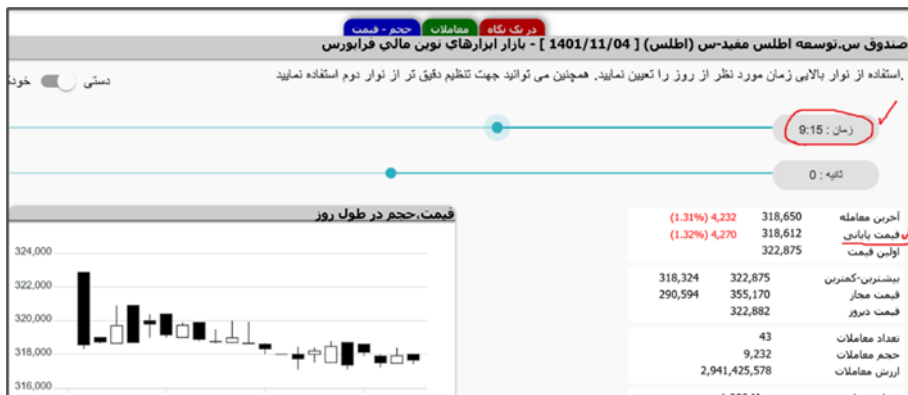 در یک نگاه معاملات حجم - قیمت
صندوق س.توسعه اطلس مفید-س (اطلس) [ 1401/11/04 ] - بازار ابزارهای نوین مالی فرابورس
.استفاده از نوار بالایی زمان مورد نظر از روز را تعیین نمایید. همچنین می توانید جهت تنظیم دقیق تر از نوار دوم استفاده نمایید
دستی
زمان : 9:15
ثانیه : 0
آخرین معامله 318,650 4,232 (1.31%)
قیمت پایانی 318,612 4,270 (1.32%)
اولین قیمت 322,875
بیشترین-کمترین 322,875 318,324
قیمت مجاز 355,170 290,594
قیمت دیروز 322,882
تعداد معاملات 43
حجم معاملات 9,232
ارزش معاملات 2,941,425,578
قیمت،حجم در طول روز
324,000
322,000
320,000
318,000
316,000